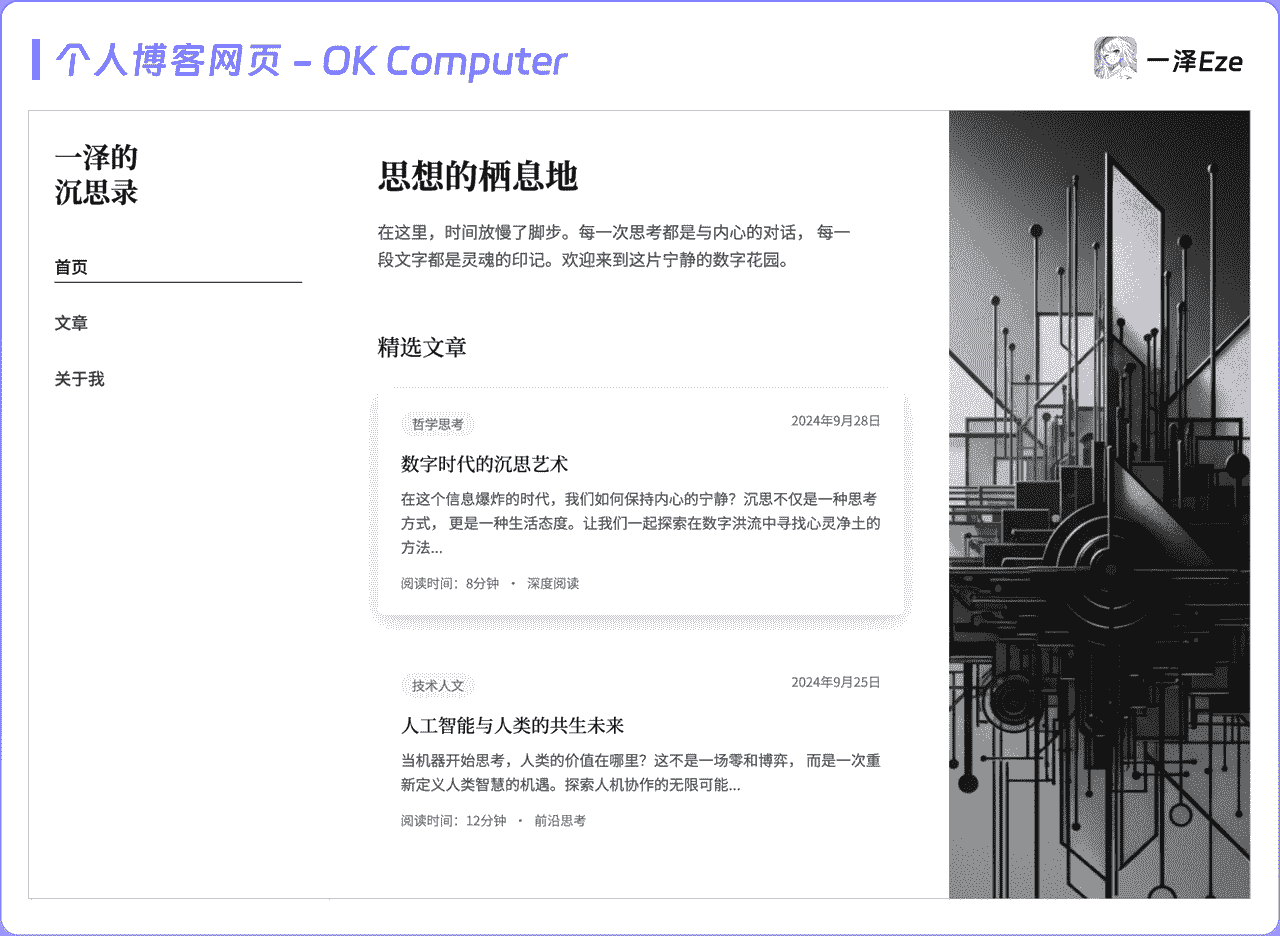 个人博客网页 – OK Computer
一泽Eze
一泽的
沉思录
首页
文章
关于我
思想的栖息地
在这里，时间放慢了脚步。每一次思考都是与内心的对话， 每一
段文字都是灵魂的印记。欢迎来到这片宁静的数字花园。
精选文章
哲学思考
2024年9月28日
数字时代的沉思艺术
在这个信息爆炸的时代，我们如何保持内心的宁静？沉思不仅是一种思考
方式， 更是一种生活态度。让我们一起探索在数字洪流中寻找心灵净土的
方法...
阅读时间：8分钟 • 深度阅读
技术人文
2024年9月25日
人工智能与人类的共生未来
当机器开始思考，人类的价值在哪里？这不是一场零和博弈， 而是一次重
新定义人类智慧的机遇。探索人机协作的无限可能...
阅读时间：12分钟 • 前沿思考